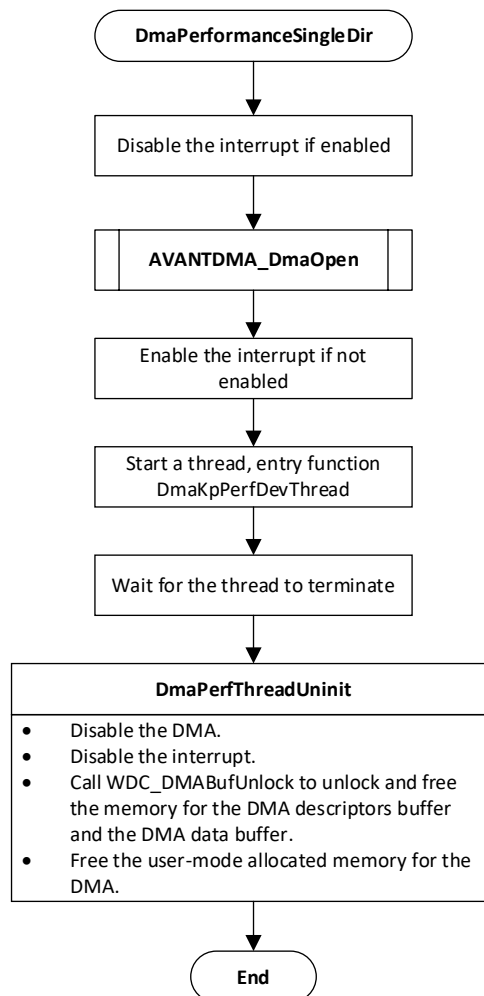 DmaPerformanceSingleDir
Disable the interrupt if enabled
AVANTDMA_DmaOpen
Enable the interrupt if not
enabled
Start a thread, entry function
DmaKpPerfDevThread
Wait for the thread to terminate
DmaPerfThreadUninit
• Disable the DMA.
• Disable the interrupt.
• Call WDC_DMABufUnlock to unlock and free
the memory for the DMA descriptors buffer
and the DMA data buffer.
• Free the user-mode allocated memory for the
DMA.
End